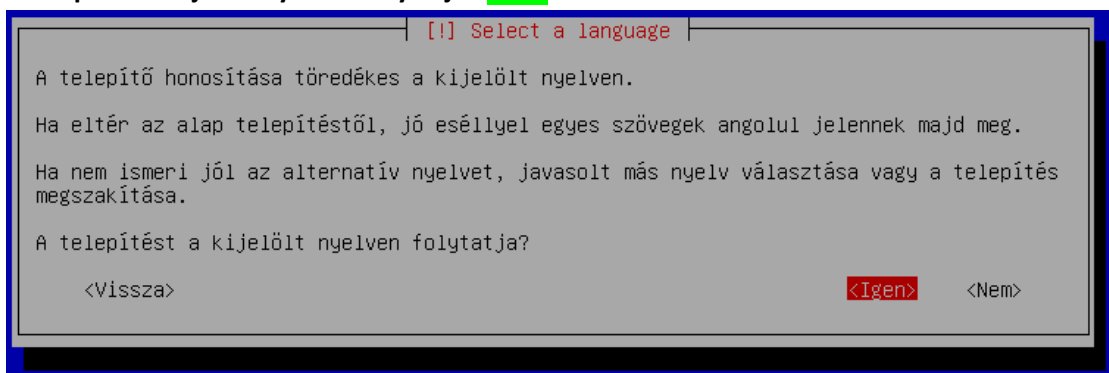 [!] Select a language
A telepítő honosítása töredékes a kijelölt nyelven.
Ha eltér az alap telepítéstől, jó eséllyel egyes szövegek angolul jelennek majd meg.
Ha nem ismeri jól az alternatív nyelvet, javasolt más nyelv választása vagy a telepítés
megszakítása.
A telepítést a kijelölt nyelven folytatja?
<Vissza> <Igen> <Nem>